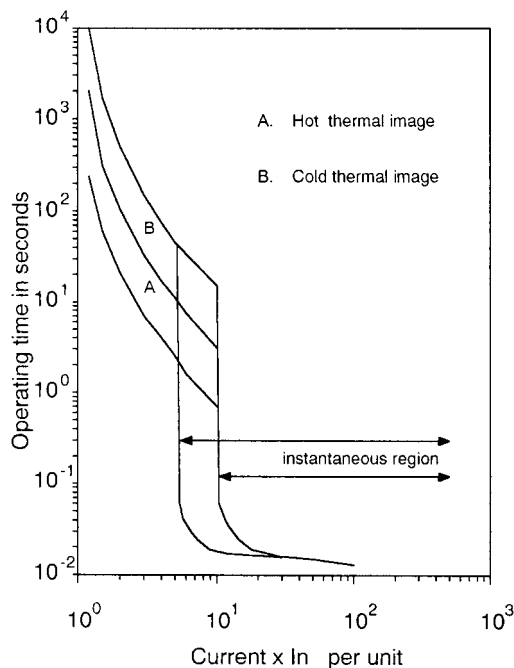 10^4
10^3
10^2
10^1
10^0
10^-1
10^-2
Operating time in seconds
A. Hot thermal image
B. Cold thermal image
B
A
instantaneous region
10^0
10^1
10^2
10^3
Current x In per unit